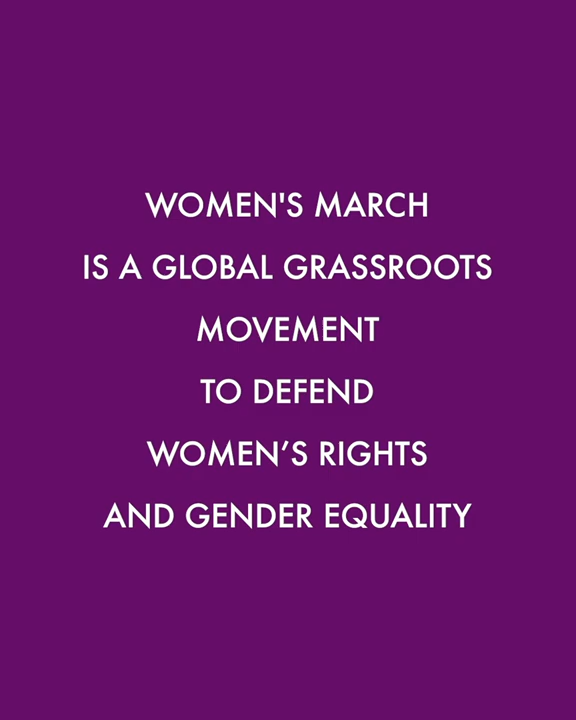 WOMEN'S MARCH
IS A GLOBAL GRASSROOTS
MOVEMENT
TO DEFEND
WOMEN’S RIGHTS
AND GENDER EQUALITY